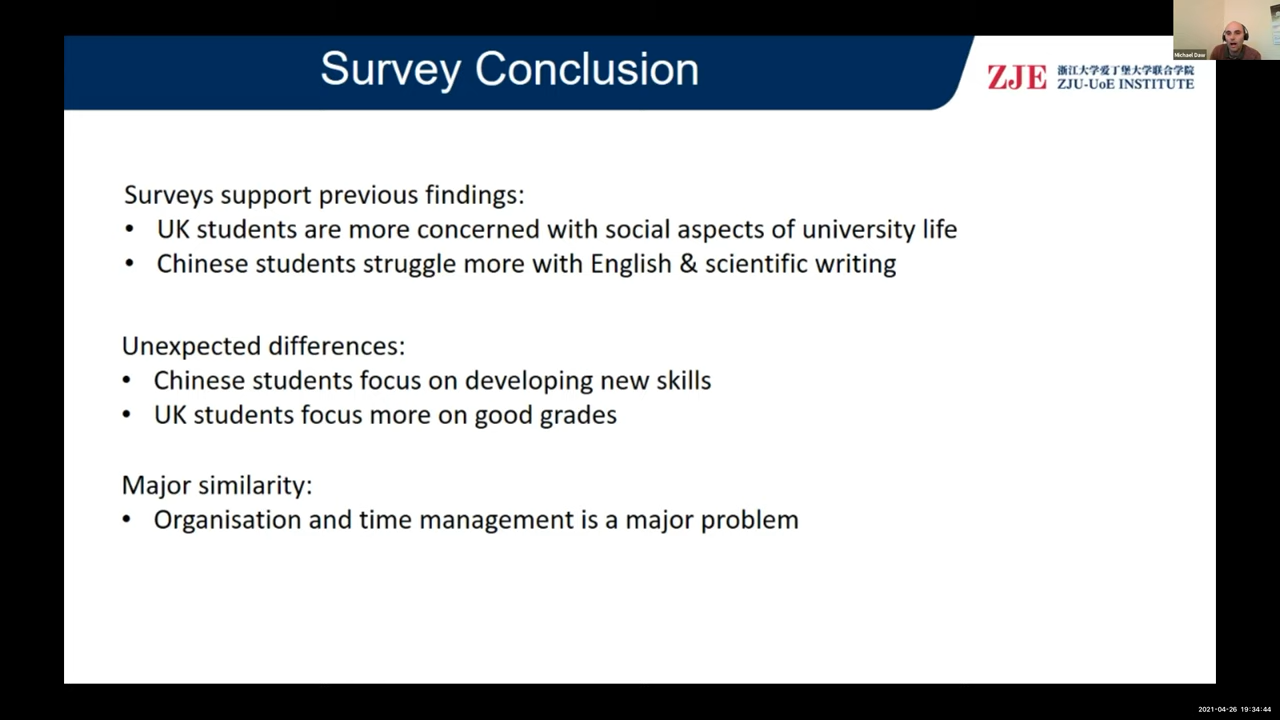 Survey Conclusion
ZJE
浙江大学爱丁堡大学联合学院
ZJU-UoE INSTITUTE
Michael Daw
Surveys support previous findings:
• UK students are more concerned with social aspects of university life
• Chinese students struggle more with English & scientific writing
Unexpected differences:
• Chinese students focus on developing new skills
• UK students focus more on good grades
Major similarity:
• Organisation and time management is a major problem
2021-04-26 19:34:44